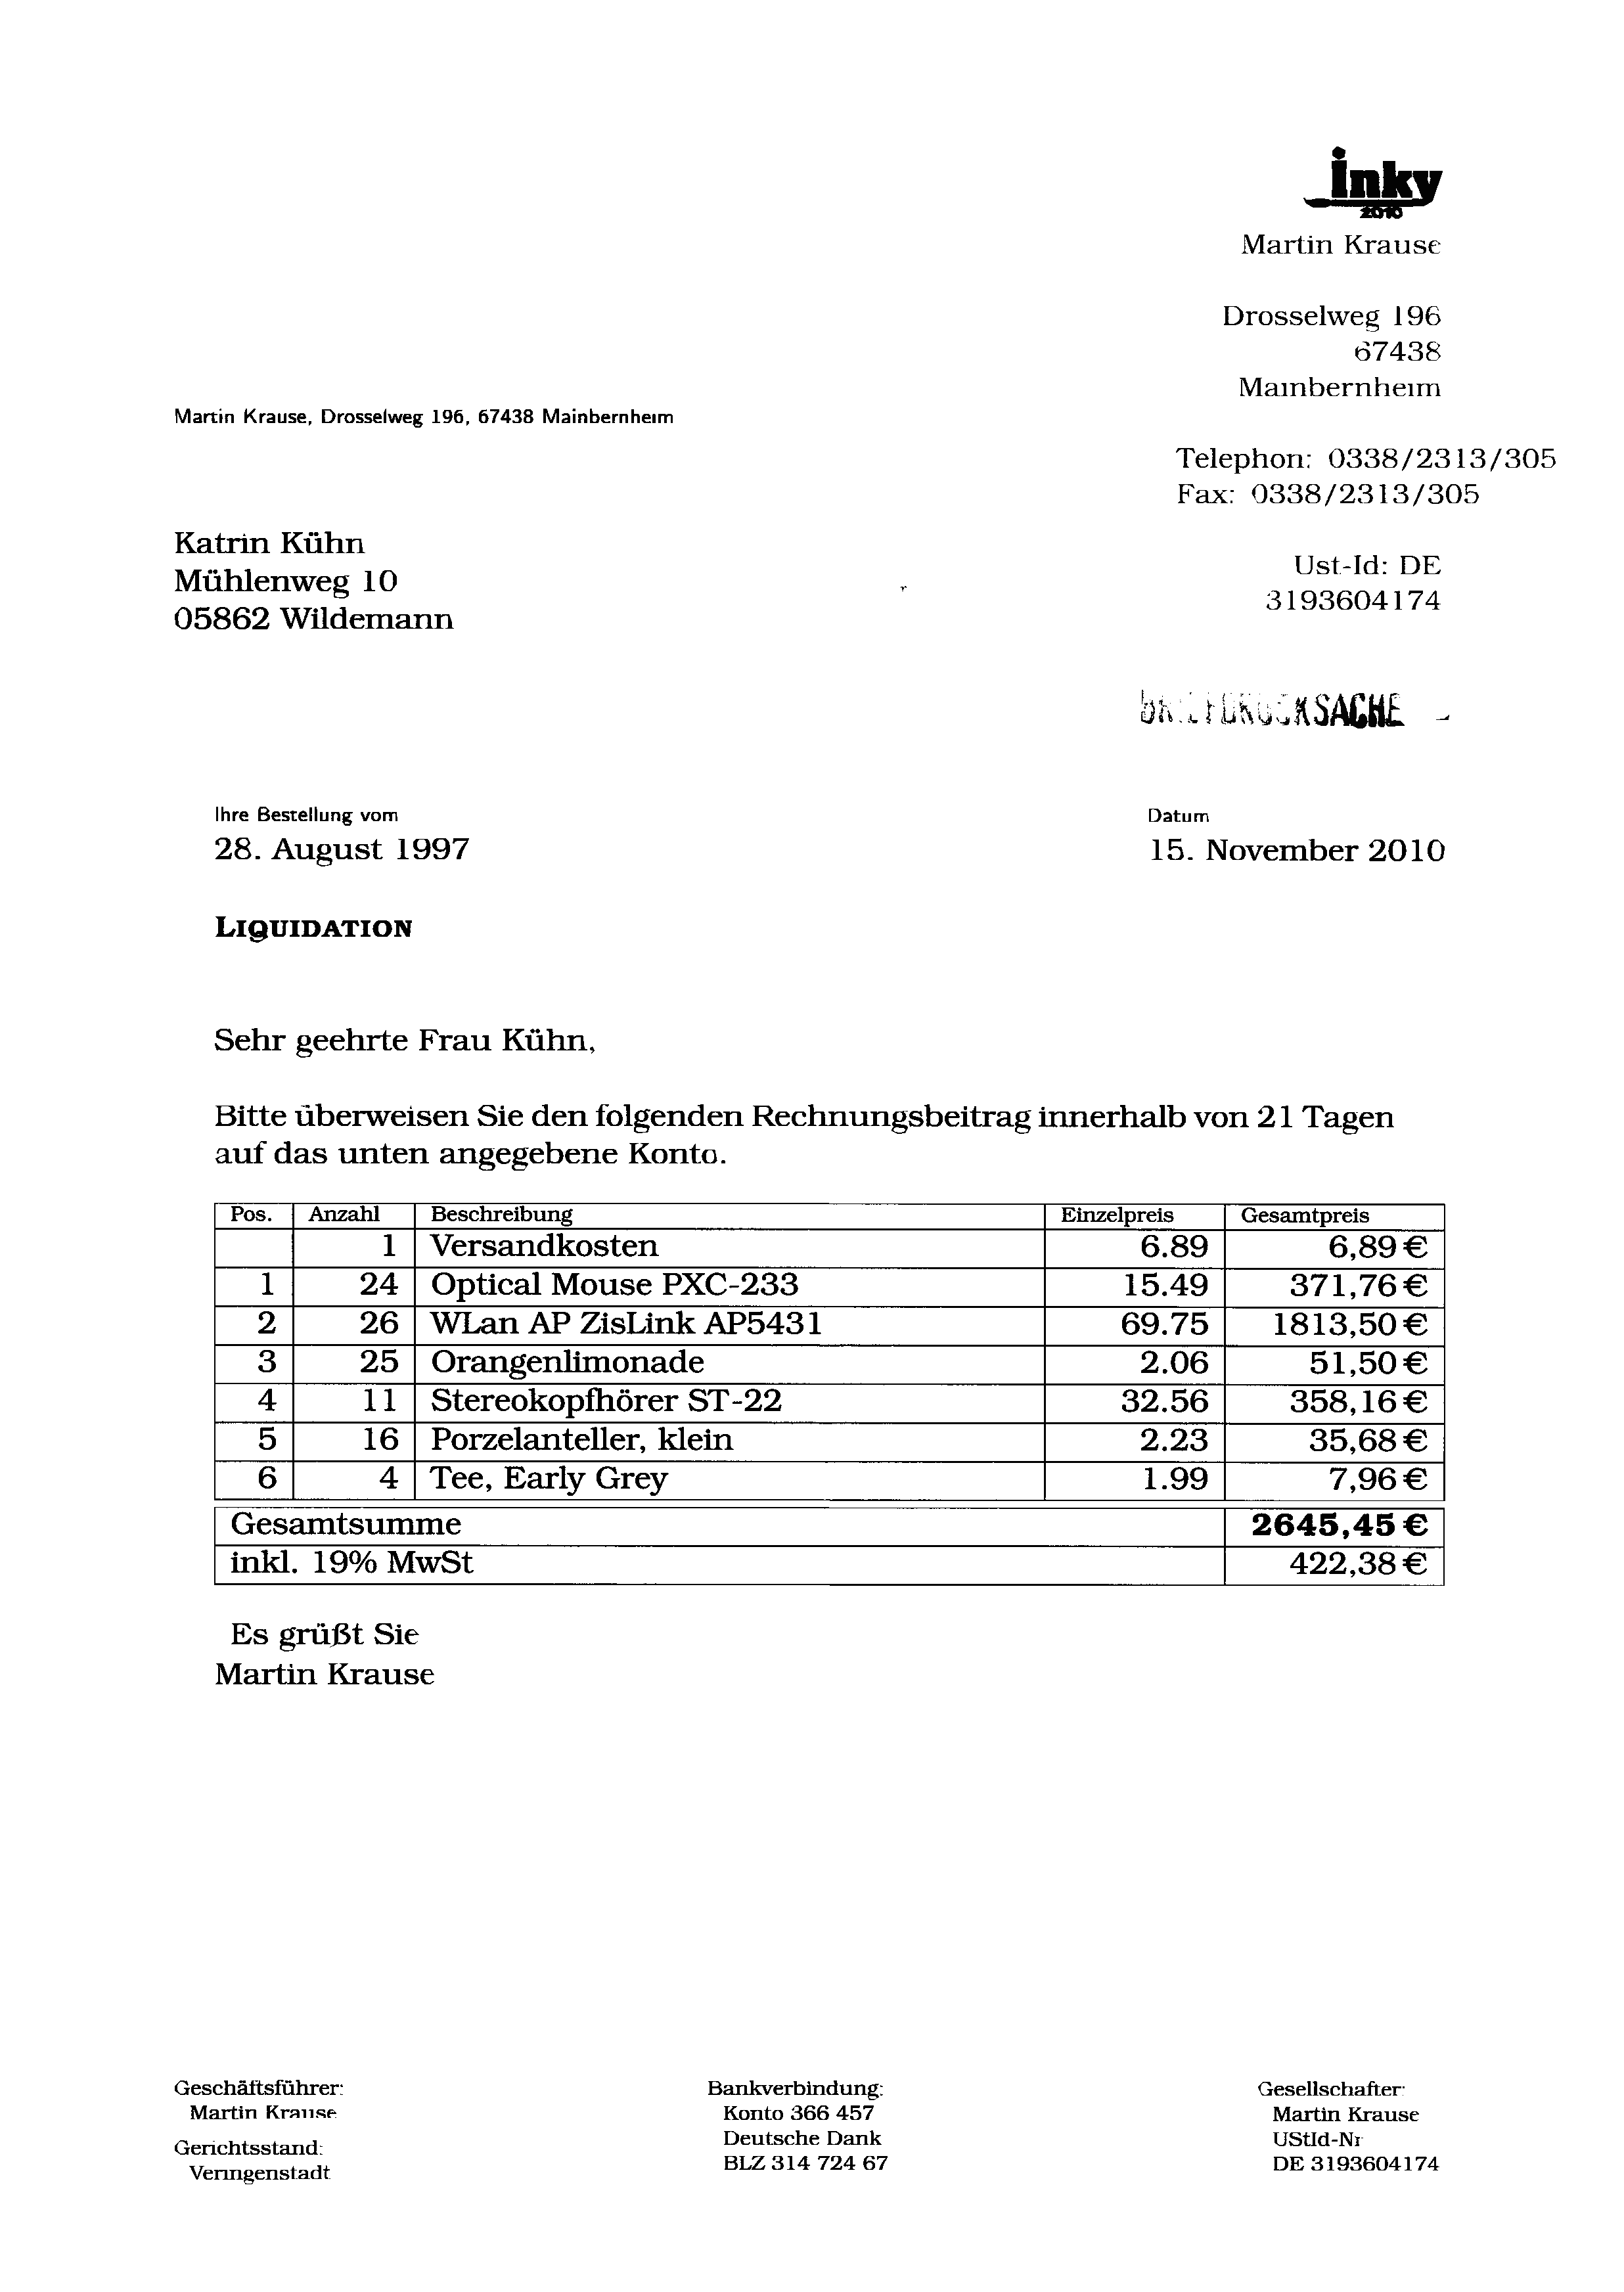 inky
2010
Martin Krause
Drosselweg 196
67438
Mainbernheim
Martin Krause, Drosselweg 196, 67438 Mainbernheim
Telephon: 0338/2313/305
Fax: 0338/2313/305
Katrin Kühn
Mühlenweg 10
05862 Wildemann
Ust-Id: DE
3193604174
BRIEFDRUCKSACHE
Ihre Bestellung vom
Datum
28. August 1997
15. November 2010
LIQUIDATION
Sehr geehrte Frau Kühn,
Bitte überweisen Sie den folgenden Rechnungsbeitrag innerhalb von 21 Tagen
auf das unten angegebene Konto.
Pos. Anzahl Beschreibung Einzelpreis Gesamtpreis
1 Versandkosten 6.89 6,89 €
1 24 Optical Mouse PXC-233 15.49 371,76 €
2 26 WLan AP ZisLink AP5431 69.75 1813,50 €
3 25 Orangenlimonade 2.06 51,50 €
4 11 Stereokopfhörer ST-22 32.56 358,16 €
5 16 Porzelanteller, klein 2.23 35,68 €
6 4 Tee, Early Grey 1.99 7,96 €
Gesamtsumme 2645,45 €
inkl. 19% MwSt 422,38 €
Es grüßt Sie
Martin Krause
Geschäftsführer:
Martin Krause
Gerichtsstand:
Veringenstadt
Bankverbindung:
Konto 366 457
Deutsche Dank
BLZ 314 724 67
Gesellschafter:
Martin Krause
UStId-Nr
DE 3193604174